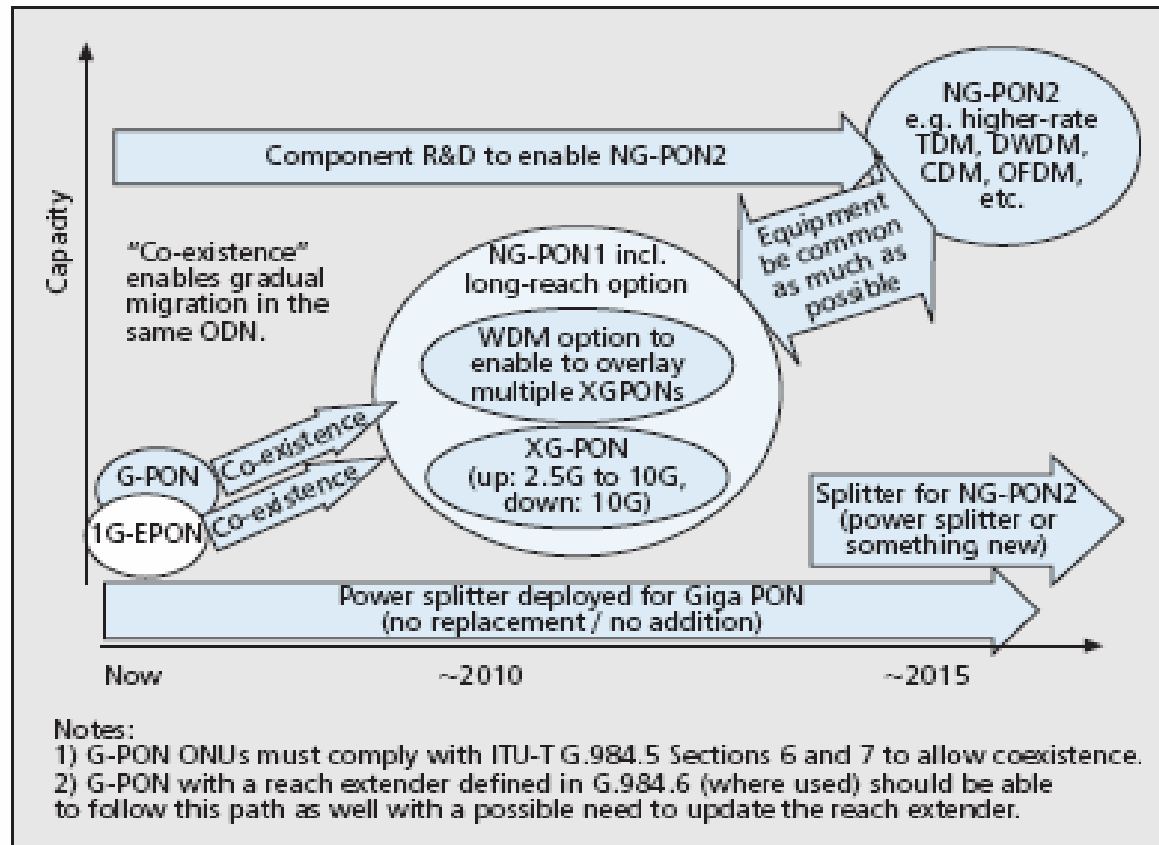 NG-PON2
e.g. higher-rate
TDM, DWDM,
CDM, OFDM,
etc.
Component R&D to enable NG-PON2
Capacity
"Co-existence"
enables gradual
migration in the
same ODN.
Equipment
be common
as much as
possible
NG-PON1 incl.
long-reach option
WDM option to
enable to overlay
multiple XGPONs
XG-PON
(up: 2.5G to 10G,
down: 10G)
Co-existence
Co-existence
G-PON
1G-EPON
Splitter for NG-PON2
(power splitter or
something new)
Power splitter deployed for Giga PON
(no replacement / no addition)
Now
~2010
~2015
Notes:
1) G-PON ONUs must comply with ITU-T G.984.5 Sections 6 and 7 to allow coexistence.
2) G-PON with a reach extender defined in G.984.6 (where used) should be able
to follow this path as well with a possible need to update the reach extender.